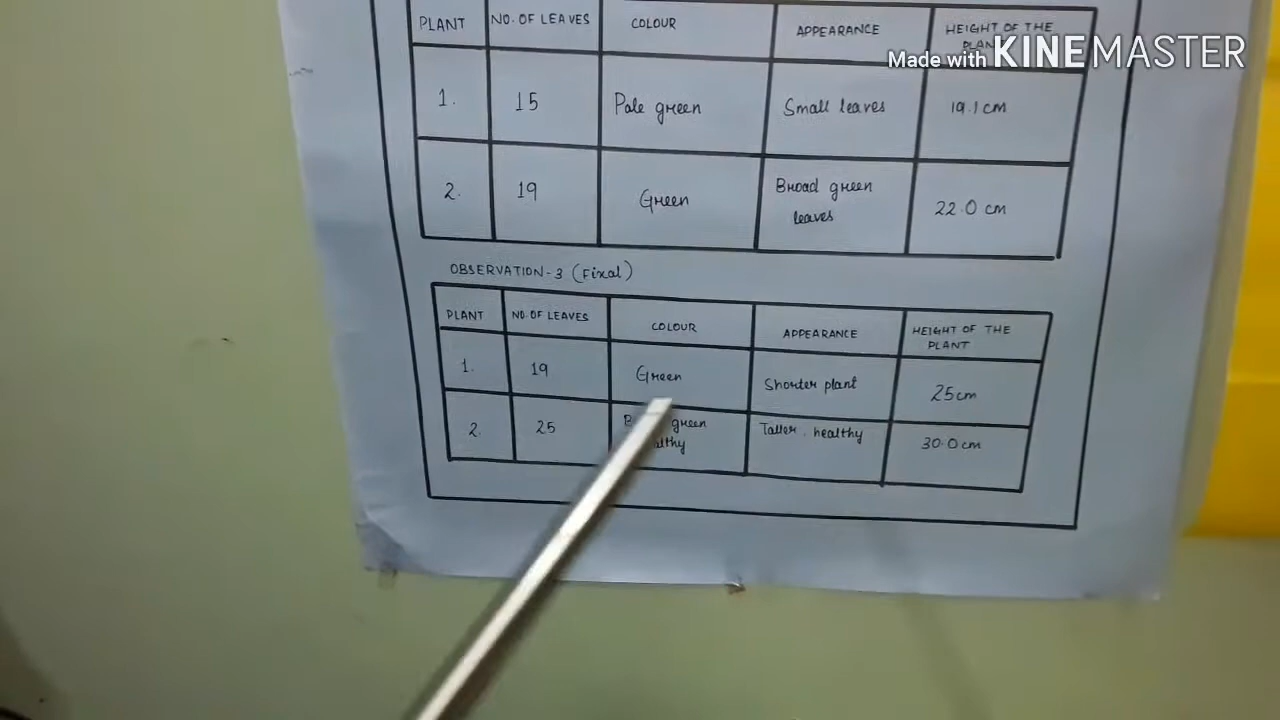 PLANT NO. OF LEAVES COLOUR APPEARANCE HEIGHT OF THE
Made with KINEMASTER
1. 15 Pale green Small leaves 19.1 cm
2. 19 Green Broad green 22.0 cm
leaves
OBSERVATION-3 (Final)
PLANT NO. OF LEAVES COLOUR APPEARANCE HEIGHT OF THE
PLANT
1. 19 Green Shorter plant 25cm
2. 25 green Taller, healthy 30.0 cm